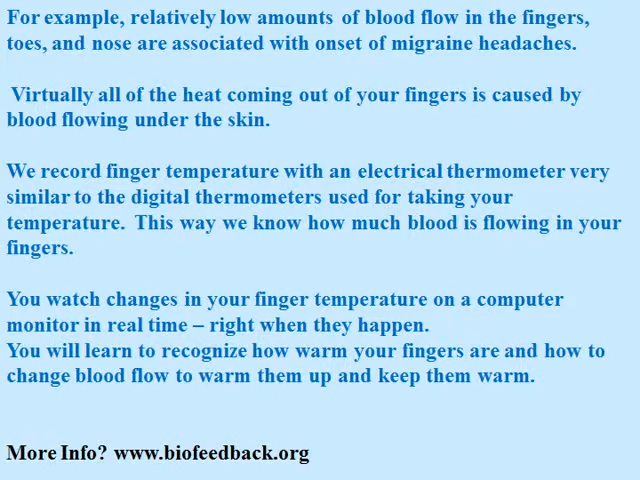 For example, relatively low amounts of blood flow in the fingers,
toes, and nose are associated with onset of migraine headaches.
Virtually all of the heat coming out of your fingers is caused by
blood flowing under the skin.
We record finger temperature with an electrical thermometer very
similar to the digital thermometers used for taking your
temperature. This way we know how much blood is flowing in your
fingers.
You watch changes in your finger temperature on a computer
monitor in real time – right when they happen.
You will learn to recognize how warm your fingers are and how to
change blood flow to warm them up and keep them warm.
More Info? www.biofeedback.org